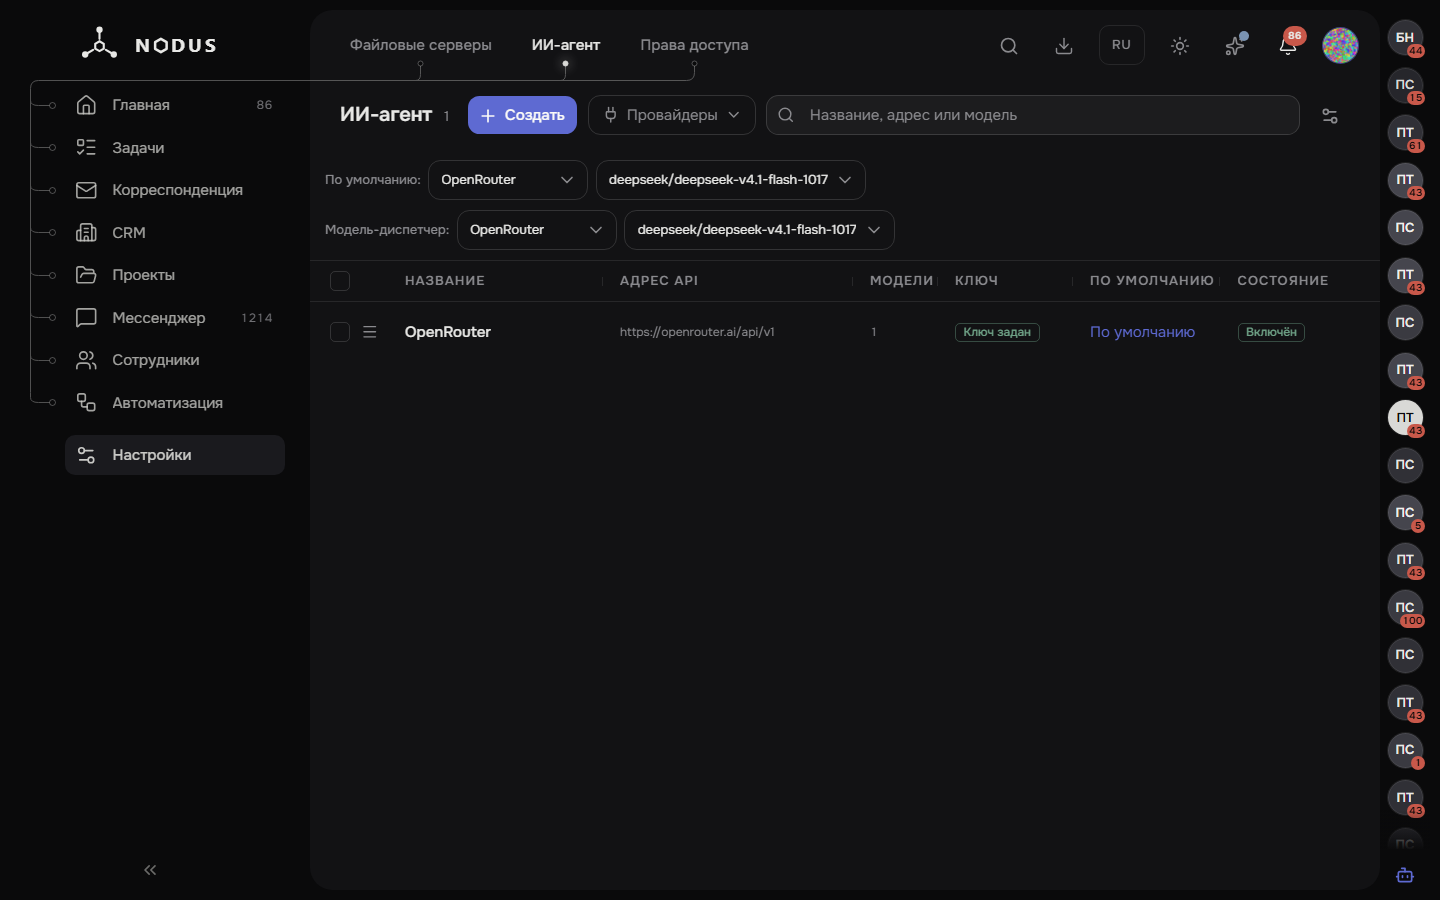 NODUS
Файловые серверы
ИИ-агент
Права доступа
RU
86
Главная 86
Задачи
Корреспонденция
CRM
Проекты
Мессенджер 1214
Сотрудники
Автоматизация
Настройки
ИИ-агент 1
Создать
Провайдеры
Название, адрес или модель
По умолчанию: OpenRouter deepseek/deepseek-v4.1-flash-1017
Модель-диспетчер: OpenRouter deepseek/deepseek-v4.1-flash-1017
НАЗВАНИЕ АДРЕС API МОДЕЛИ КЛЮЧ ПО УМОЛЧАНИЮ СОСТОЯНИЕ
OpenRouter https://openrouter.ai/api/v1 1 Ключ задан По умолчанию Включён
БН 44
ПС 15
ПТ 61
ПТ 43
ПС
ПТ 43
ПС
ПТ 43
ПТ 43
ПС
ПС 5
ПТ 43
ПС 100
ПС
ПТ 43
ПС 1
ПТ 43
ПС